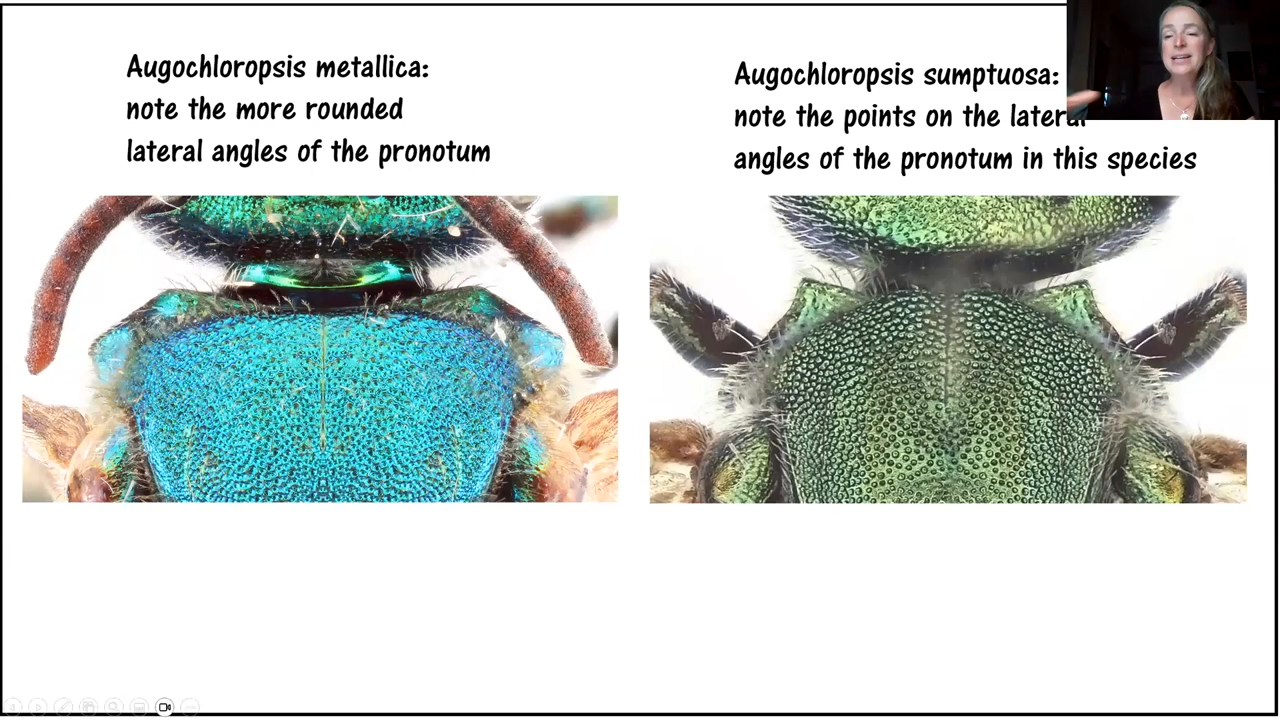 Augochloropsis metallica:
note the more rounded
lateral angles of the pronotum
Augochloropsis sumptuosa:
note the points on the lateral
angles of the pronotum in this species